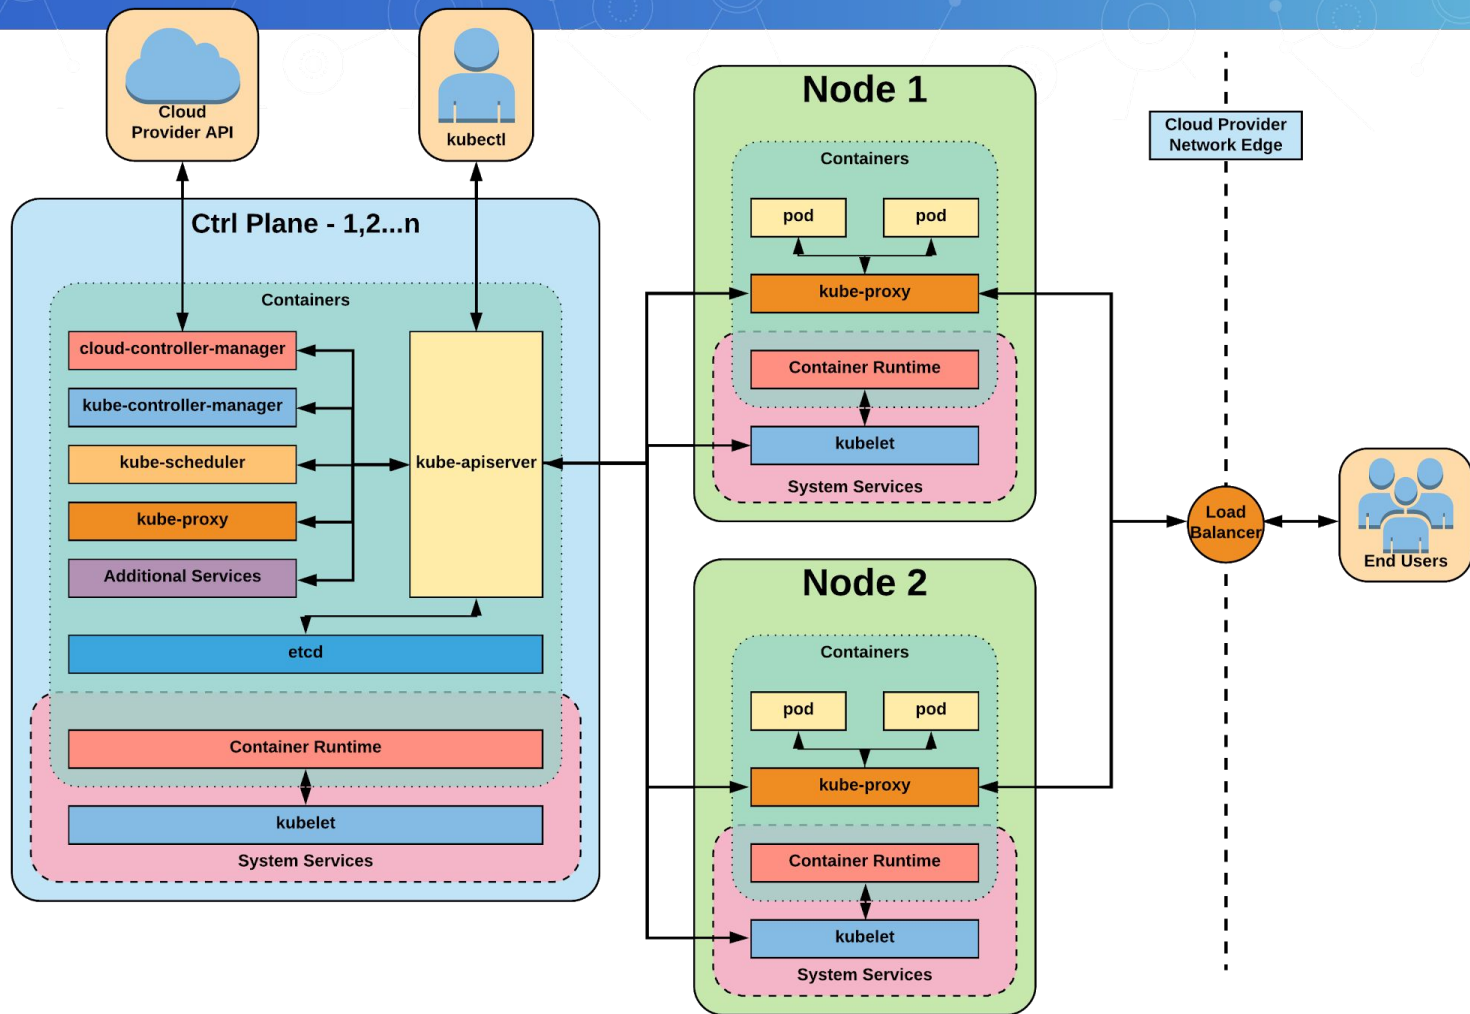 Cloud
Provider API
kubectl
Ctrl Plane - 1,2...n
Containers
cloud-controller-manager
kube-controller-manager
kube-scheduler
kube-proxy
Additional Services
kube-apiserver
etcd
Container Runtime
kubelet
System Services
Node 1
Containers
pod
pod
kube-proxy
Container Runtime
kubelet
System Services
Node 2
Containers
pod
pod
kube-proxy
Container Runtime
kubelet
System Services
Cloud Provider
Network Edge
Load
Balancer
End Users